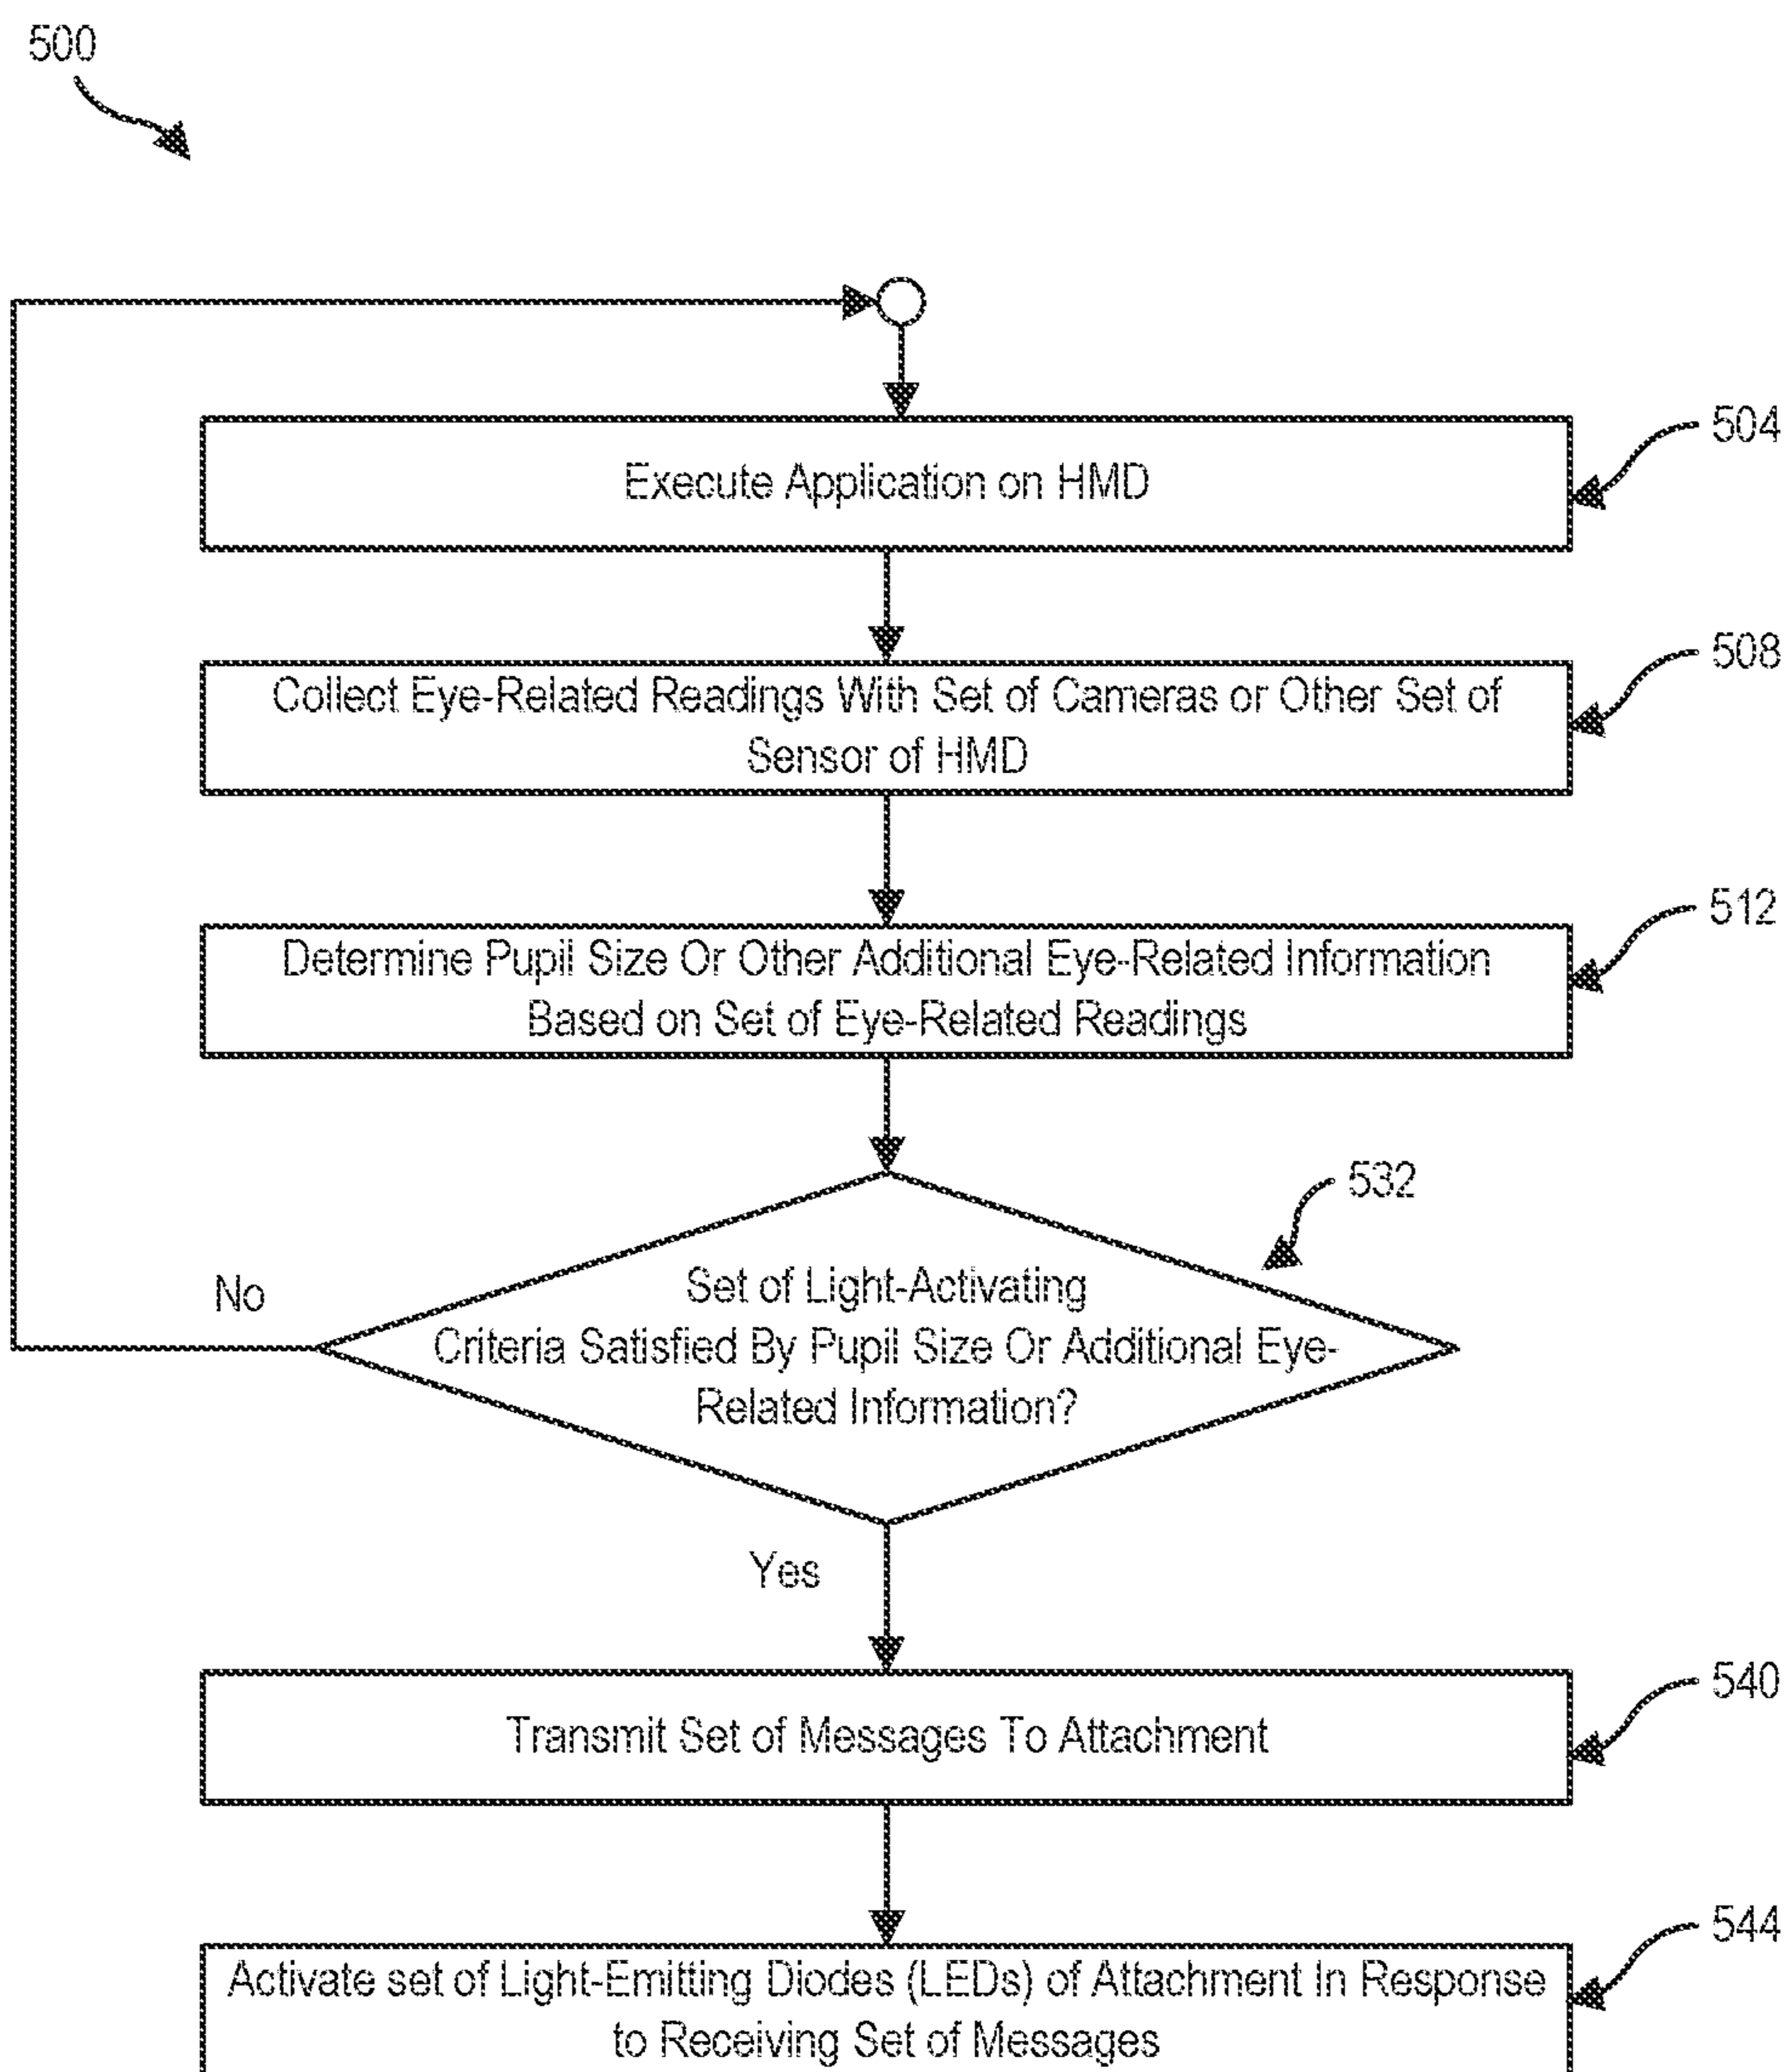 500
Execute Application on HMD
504
Collect Eye-Related Readings With Set of Cameras or Other Set of
Sensor of HMD
508
Determine Pupil Size Or Other Additional Eye-Related Information
Based on Set of Eye-Related Readings
512
532
Set of Light-Activating
Criteria Satisfied By Pupil Size Or Additional Eye-
Related Information?
No
Yes
Transmit Set of Messages To Attachment
540
Activate set of Light-Emitting Diodes (LEDs) of Attachment In Response
to Receiving Set of Messages
544